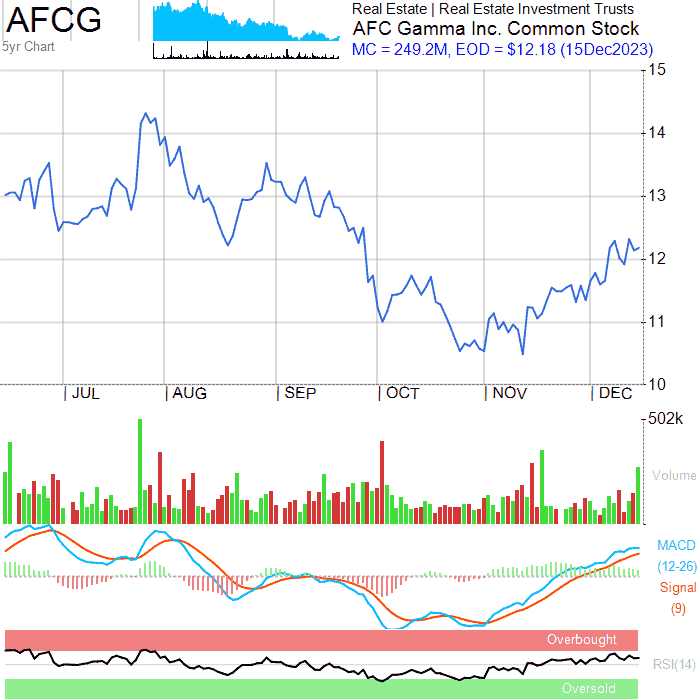 AFCG
5yr Chart
Real Estate | Real Estate Investment Trusts
AFC Gamma Inc. Common Stock
MC = 249.2M, EOD = $12.18 (15Dec2023)
15
14
13
12
11
10
JUL AUG SEP OCT NOV DEC
502k
Volume
MACD
(12-26)
Signal
(9)
Overbought
RSI(14)
Oversold